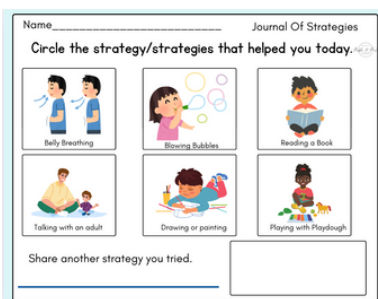 Name__________________________ Journal Of Strategies
Circle the strategy/strategies that helped you today.
Belly Breathing Blowing Bubbles Reading a Book
Talking with an adult Drawing or painting Playing with Playdough
Share another strategy you tried.